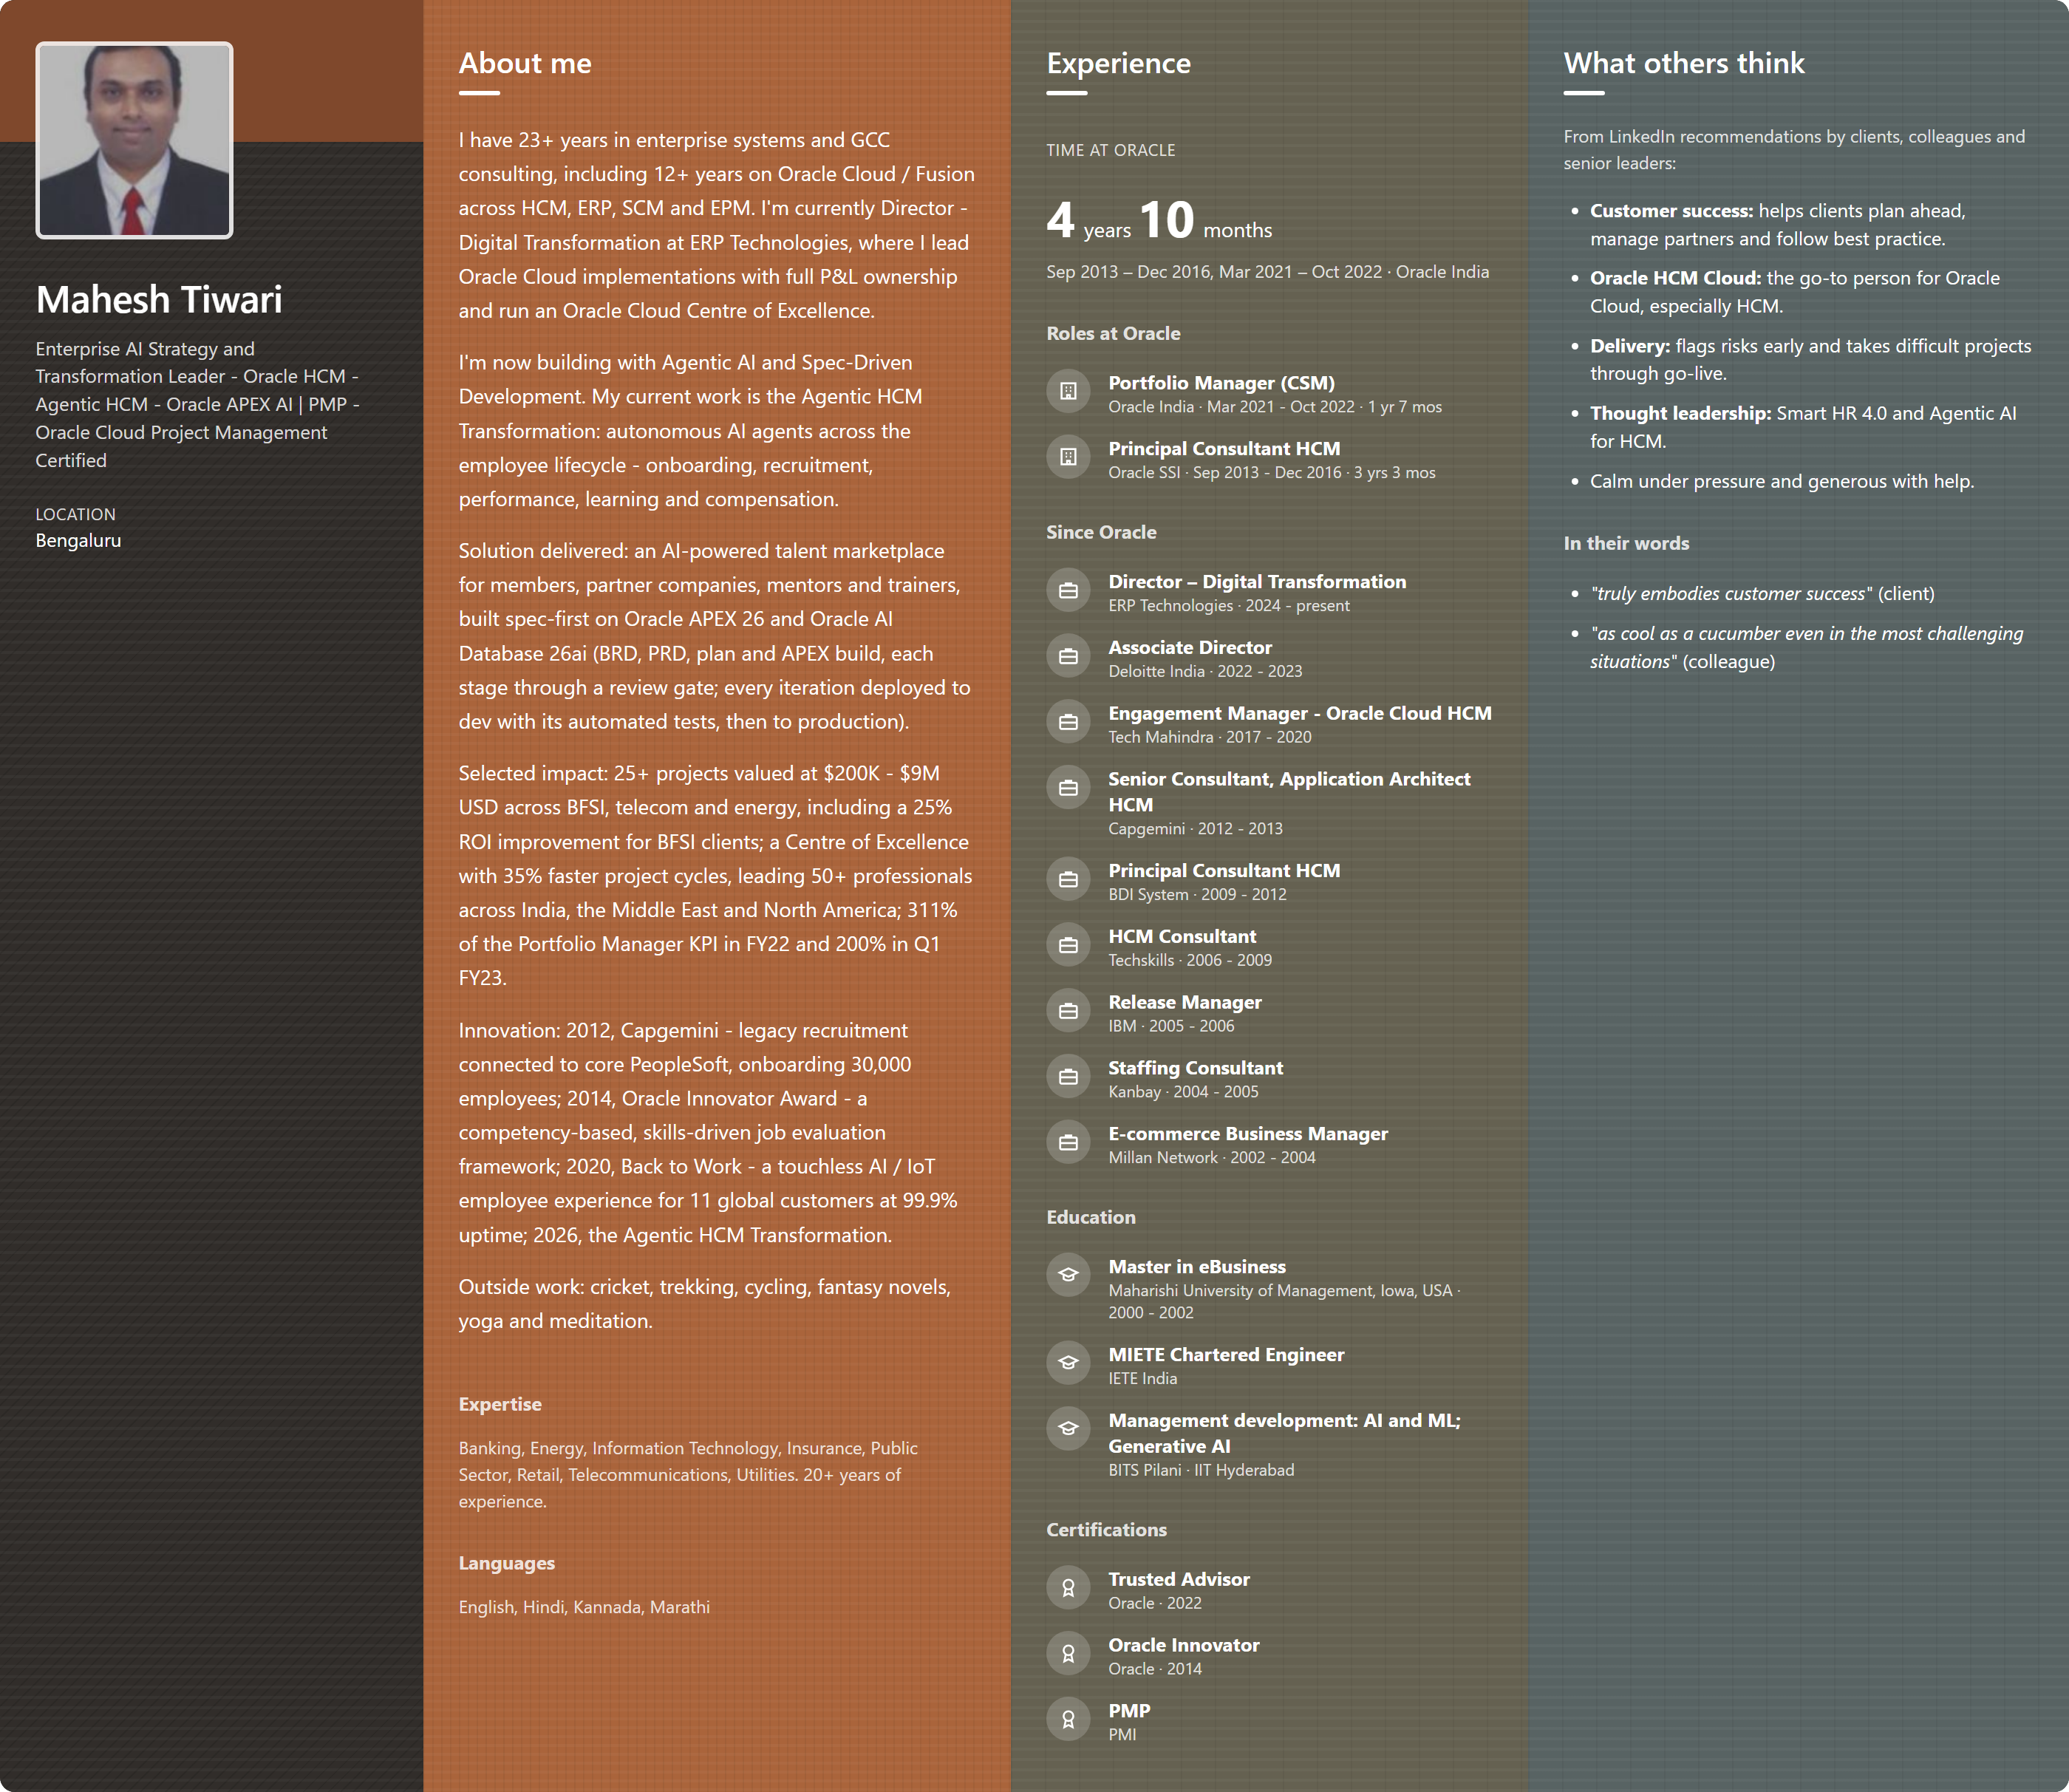 Mahesh Tiwari
Enterprise AI Strategy and
Transformation Leader - Oracle HCM -
Agentic HCM - Oracle APEX AI | PMP -
Oracle Cloud Project Management
Certified
LOCATION
Bengaluru
About me
I have 23+ years in enterprise systems and GCC
consulting, including 12+ years on Oracle Cloud / Fusion
across HCM, ERP, SCM and EPM. I'm currently Director -
Digital Transformation at ERP Technologies, where I lead
Oracle Cloud implementations with full P&L ownership
and run an Oracle Cloud Centre of Excellence.
I'm now building with Agentic AI and Spec-Driven
Development. My current work is the Agentic HCM
Transformation: autonomous AI agents across the
employee lifecycle - onboarding, recruitment,
performance, learning and compensation.
Solution delivered: an AI-powered talent marketplace
for members, partner companies, mentors and trainers,
built spec-first on Oracle APEX 26 and Oracle AI
Database 26ai (BRD, PRD, plan and APEX build, each
stage through a review gate; every iteration deployed to
dev with its automated tests, then to production).
Selected impact: 25+ projects valued at $200K - $9M
USD across BFSI, telecom and energy, including a 25%
ROI improvement for BFSI clients; a Centre of Excellence
with 35% faster project cycles, leading 50+ professionals
across India, the Middle East and North America; 311%
of the Portfolio Manager KPI in FY22 and 200% in Q1
FY23.
Innovation: 2012, Capgemini - legacy recruitment
connected to core PeopleSoft, onboarding 30,000
employees; 2014, Oracle Innovator Award - a
competency-based, skills-driven job evaluation
framework; 2020, Back to Work - a touchless AI / IoT
employee experience for 11 global customers at 99.9%
uptime; 2026, the Agentic HCM Transformation.
Outside work: cricket, trekking, cycling, fantasy novels,
yoga and meditation.
Expertise
Banking, Energy, Information Technology, Insurance, Public
Sector, Retail, Telecommunications, Utilities. 20+ years of
experience.
Languages
English, Hindi, Kannada, Marathi
Experience
TIME AT ORACLE
4 years 10 months
Sep 2013 – Dec 2016, Mar 2021 – Oct 2022 · Oracle India
Roles at Oracle
Portfolio Manager (CSM)
Oracle India · Mar 2021 - Oct 2022 · 1 yr 7 mos
Principal Consultant HCM
Oracle SSI · Sep 2013 - Dec 2016 · 3 yrs 3 mos
Since Oracle
Director – Digital Transformation
ERP Technologies · 2024 - present
Associate Director
Deloitte India · 2022 - 2023
Engagement Manager - Oracle Cloud HCM
Tech Mahindra · 2017 - 2020
Senior Consultant, Application Architect
HCM
Capgemini · 2012 - 2013
Principal Consultant HCM
BDI System · 2009 - 2012
HCM Consultant
Techskills · 2006 - 2009
Release Manager
IBM · 2005 - 2006
Staffing Consultant
Kanbay · 2004 - 2005
E-commerce Business Manager
Millan Network · 2002 - 2004
Education
Master in eBusiness
Maharishi University of Management, Iowa, USA ·
2000 - 2002
MIETE Chartered Engineer
IETE India
Management development: AI and ML;
Generative AI
BITS Pilani · IIT Hyderabad
Certifications
Trusted Advisor
Oracle · 2022
Oracle Innovator
Oracle · 2014
PMP
PMI
What others think
From LinkedIn recommendations by clients, colleagues and
senior leaders:
• Customer success: helps clients plan ahead,
manage partners and follow best practice.
• Oracle HCM Cloud: the go-to person for Oracle
Cloud, especially HCM.
• Delivery: flags risks early and takes difficult projects
through go-live.
• Thought leadership: Smart HR 4.0 and Agentic AI
for HCM.
• Calm under pressure and generous with help.
In their words
• "truly embodies customer success" (client)
• "as cool as a cucumber even in the most challenging
situations" (colleague)